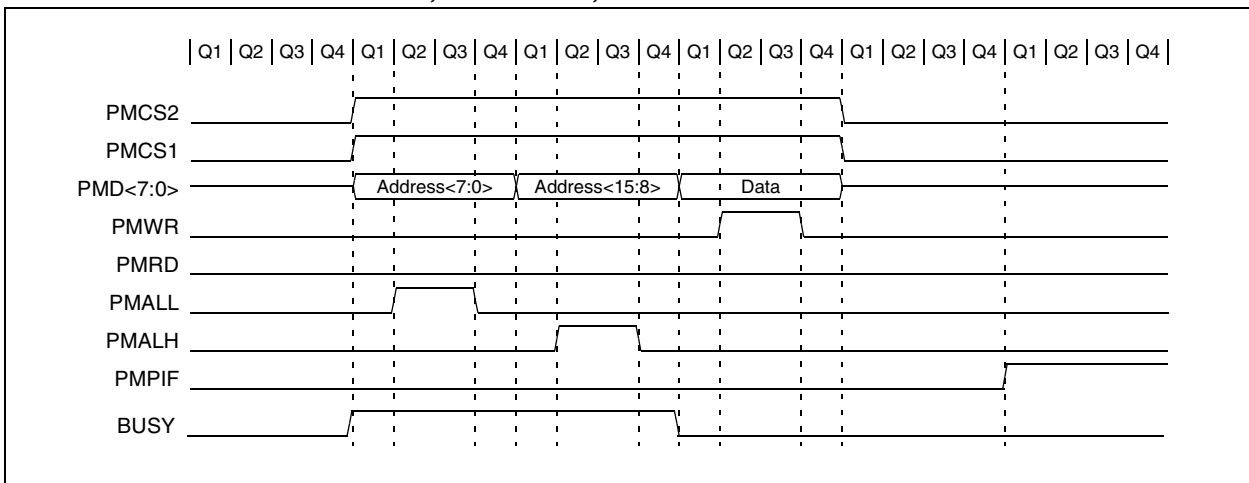 | Q1 | Q2 | Q3 | Q4 | Q1 | Q2 | Q3 | Q4 | Q1 | Q2 | Q3 | Q4 | Q1 | Q2 | Q3 | Q4 | Q1 | Q2 | Q3 | Q4 | Q1 | Q2 | Q3 | Q4 |
PMCS2
PMCS1
PMD<7:0> Address<7:0> Address<15:8> Data
PMWR
PMRD
PMALL
PMALH
PMPIF
BUSY